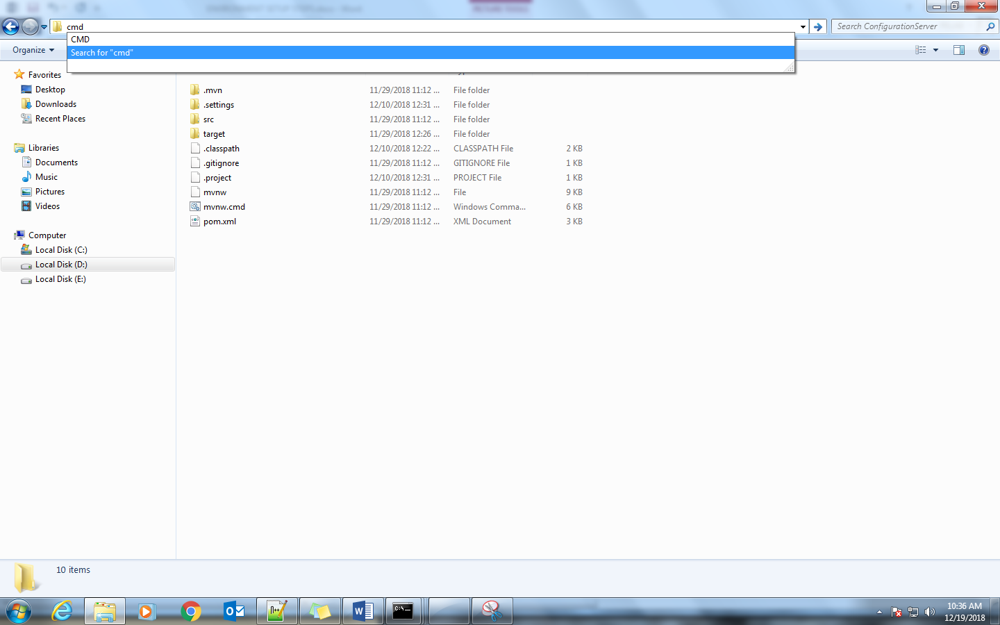 cmd
Search ConfigurationServer
CMD
Search for "cmd"
Organize
Favorites
Desktop
Downloads
Recent Places
Libraries
Documents
Music
Pictures
Videos
Computer
Local Disk (C:)
Local Disk (D:)
Local Disk (E:)
.mvn 11/29/2018 11:12 ... File folder
.settings 12/10/2018 12:31 ... File folder
src 11/29/2018 11:12 ... File folder
target 11/29/2018 12:26 ... File folder
.classpath 12/10/2018 12:22 ... CLASSPATH File 2 KB
.gitignore 11/29/2018 11:12 ... GITIGNORE File 1 KB
.project 12/10/2018 12:31 ... PROJECT File 1 KB
mvnw 11/29/2018 11:12 ... File 9 KB
mvnw.cmd 11/29/2018 11:12 ... Windows Comma... 6 KB
pom.xml 11/29/2018 11:12 ... XML Document 3 KB
10 items
10:36 AM
12/19/2018